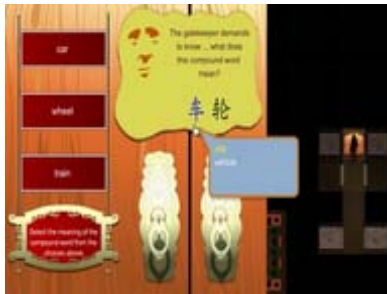 car
wheel
train
The gatekeeper demands
to know ... what does
this compound word
mean?
车轮
vehicle
Select the meaning of the
compound word from the
choices above.